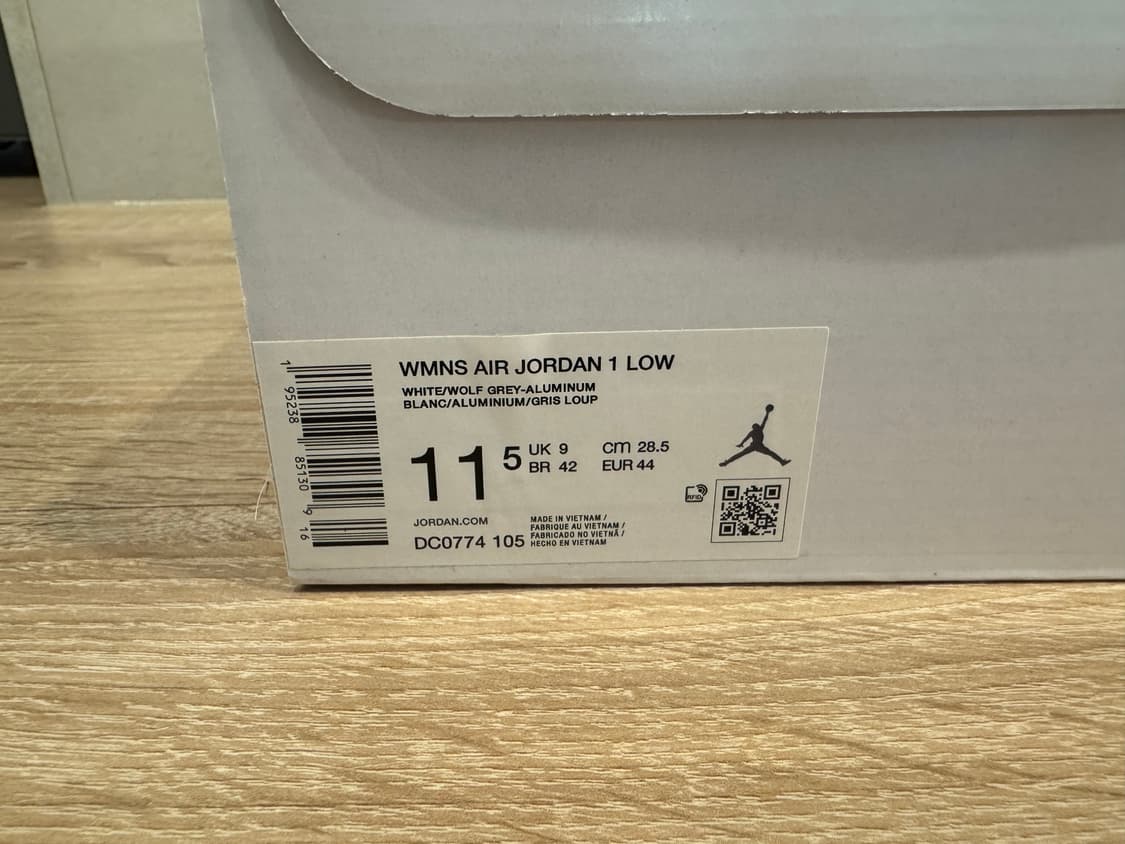 WMNS AIR JORDAN 1 LOW
WHITE/WOLF GREY-ALUMINUM
BLANC/ALUMINIUM/GRIS LOUP
11 5
UK 9 cm 28.5
BR 42 EUR 44
RFID
JORDAN.COM
DC0774 105
MADE IN VIETNAM /
FABRIQUE AU VIETNAM /
FABRICADO NO VIETNÃ /
HECHO EN VIETNAM
1 95238 85130 9 16